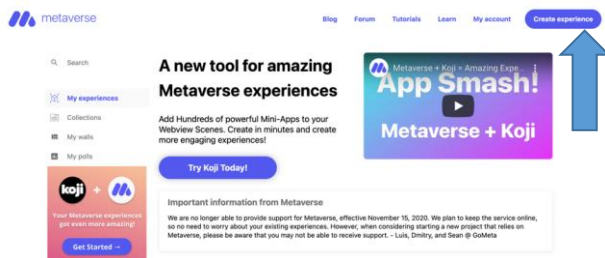 metaverse
Blog
Forum
Tutorials
Learn
My account
Create experience
Search
My experiences
Collections
My walls
My polls
koji +
Your Metaverse experiences
got even more amazing!
Get Started →
A new tool for amazing
Metaverse experiences
Add Hundreds of powerful Mini-Apps to your
Webview Scenes. Create in minutes and create
more engaging experiences!
Try Koji Today!
Metaverse + Koji = Amazing Expe...
App Smash!
Metaverse + Koji
Important information from Metaverse
We are no longer able to provide support for Metaverse, effective November 15, 2020. We plan to keep the service online,
so no need to worry about your existing experiences. However, when considering starting a new project that relies on
Metaverse, please be aware that you may not be able to receive support. - Luis, Dmitry, and Sean @ GoMeta